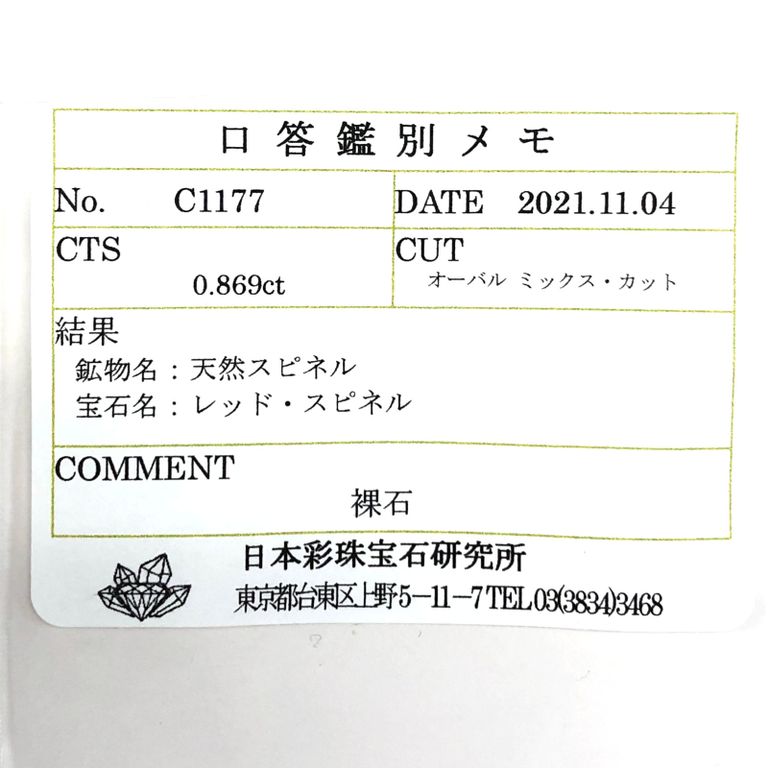 口答鑑別メモ
No. C1177
DATE 2021.11.04
CTS
0.869ct
CUT
オーバル ミックス・カット
結果
鉱物名：天然スピネル
宝石名：レッド・スピネル
COMMENT
裸石
日本彩珠宝石研究所
東京都台東区上野5-11-7 TEL 03(3834)3468